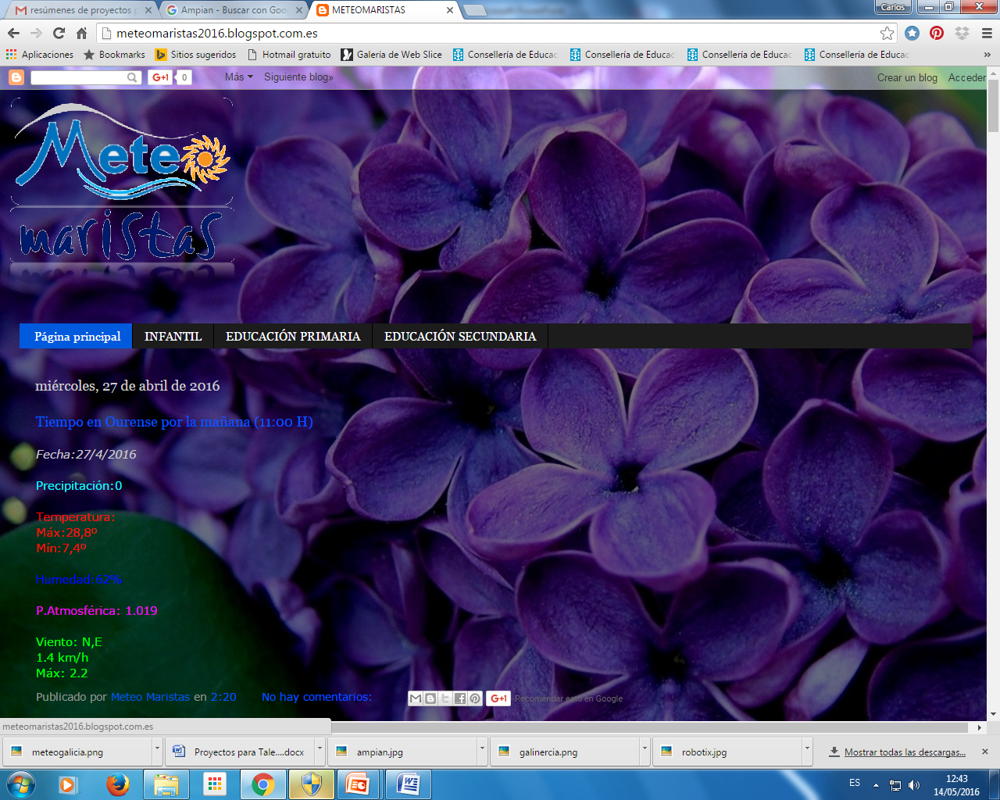 resúmenes de proyectos
Ampian - Buscar con Goo
METEOMARISTAS
Carlos
meteomaristas2016.blogspot.com.es
Aplicaciones
Bookmarks
Sitios sugeridos
Hotmail gratuito
Galería de Web Slice
Consellería de Educac
Consellería de Educac
Consellería de Educac
Consellería de Educac
»
G+1 0
Más
Siguiente blog»
Crear un blog
Acceder
Meteo
maristas
Página principal
INFANTIL
EDUCACIÓN PRIMARIA
EDUCACIÓN SECUNDARIA
miércoles, 27 de abril de 2016
Tiempo en Ourense por la mañana (11:00 H)
Fecha:27/4/2016
Precipitación:0
Temperatura:
Máx:28,8º
Mín:7,4º
Humedad:62%
P.Atmosférica: 1.019
Viento: N,E
1.4 km/h
Máx: 2.2
Publicado por Meteo Maristas en 2:20 No hay comentarios:
G+1 Recomendar esto en Google
meteomaristas2016.blogspot.com.es
meteogalicia.png
Proyectos para Tale....docx
ampian.jpg
galinercia.png
robotix.jpg
Mostrar todas las descargas...
ES
12:43
14/05/2016